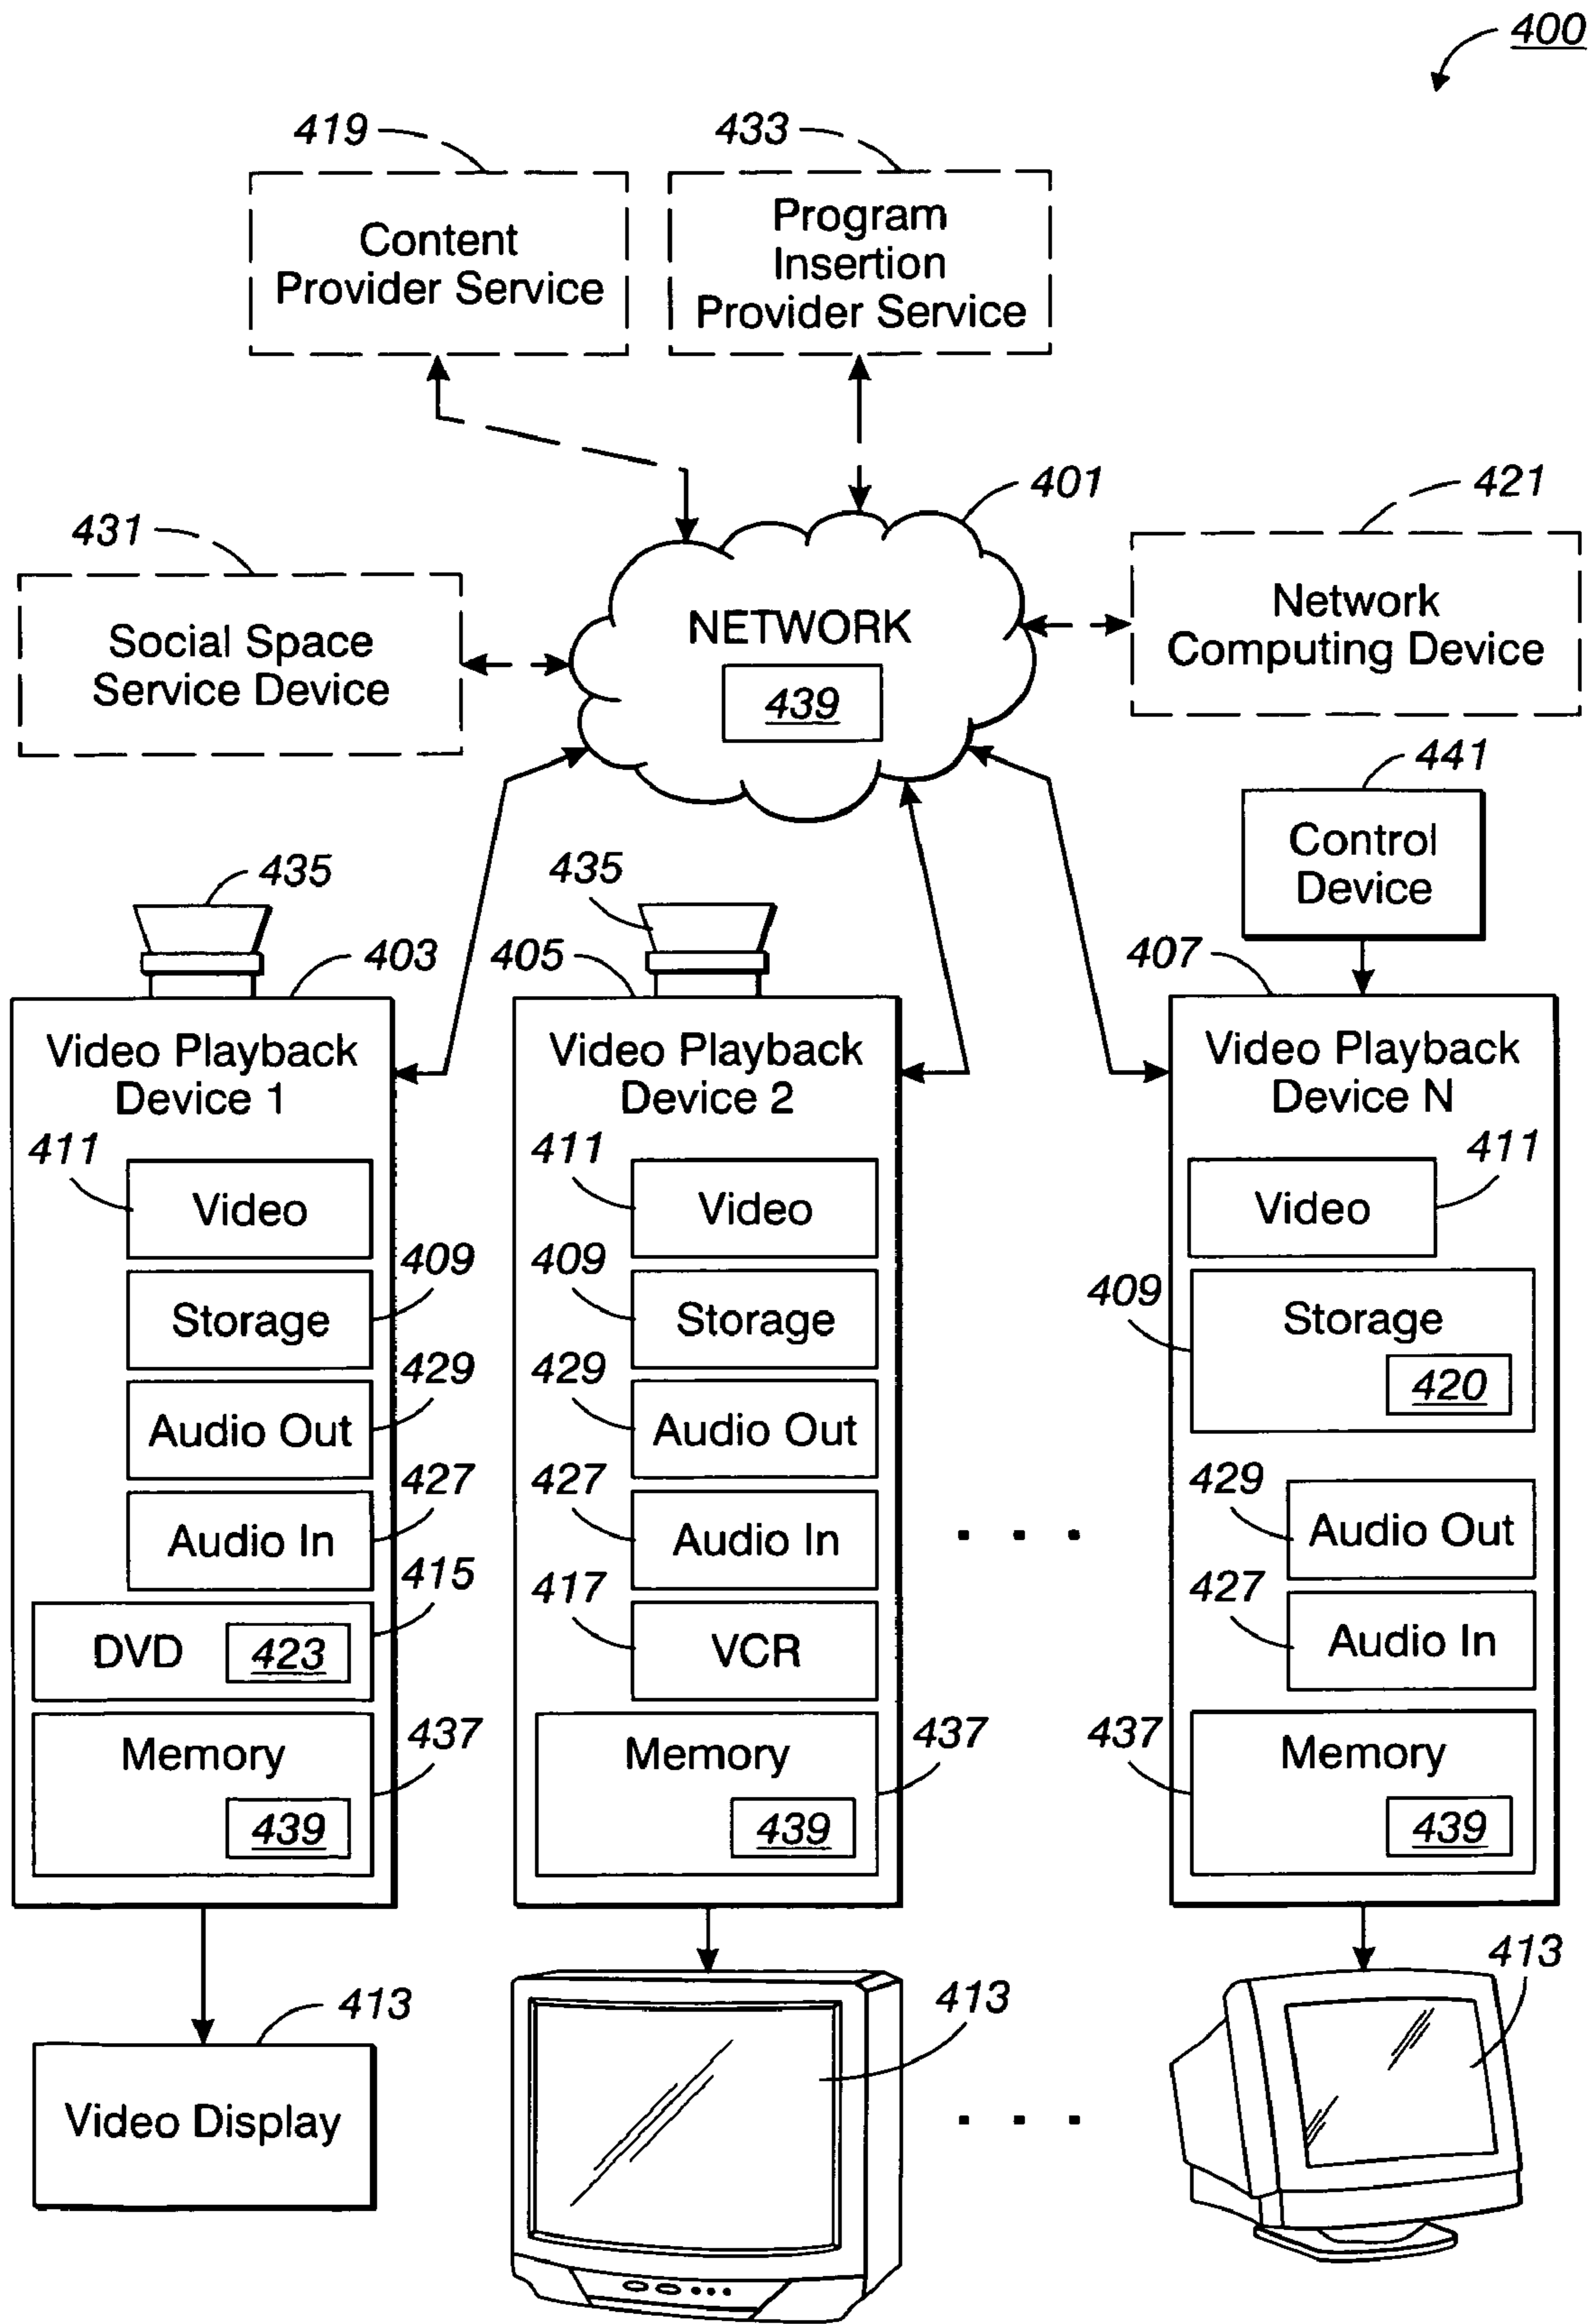 400
419
433
Content
Provider Service
Program
Insertion
Provider Service
401
421
431
Social Space
Service Device
NETWORK
439
Network
Computing Device
441
Control
Device
435
435
403
405
407
Video Playback
Device 1
411
Video
409
Storage
429
Audio Out
427
Audio In
415
DVD
423
437
Memory
439
Video Playback
Device 2
411
Video
409
Storage
429
Audio Out
427
Audio In
417
VCR
437
Memory
439
. . .
Video Playback
Device N
411
Video
409
Storage
420
429
Audio Out
427
Audio In
437
Memory
439
413
Video Display
413
. . .
413